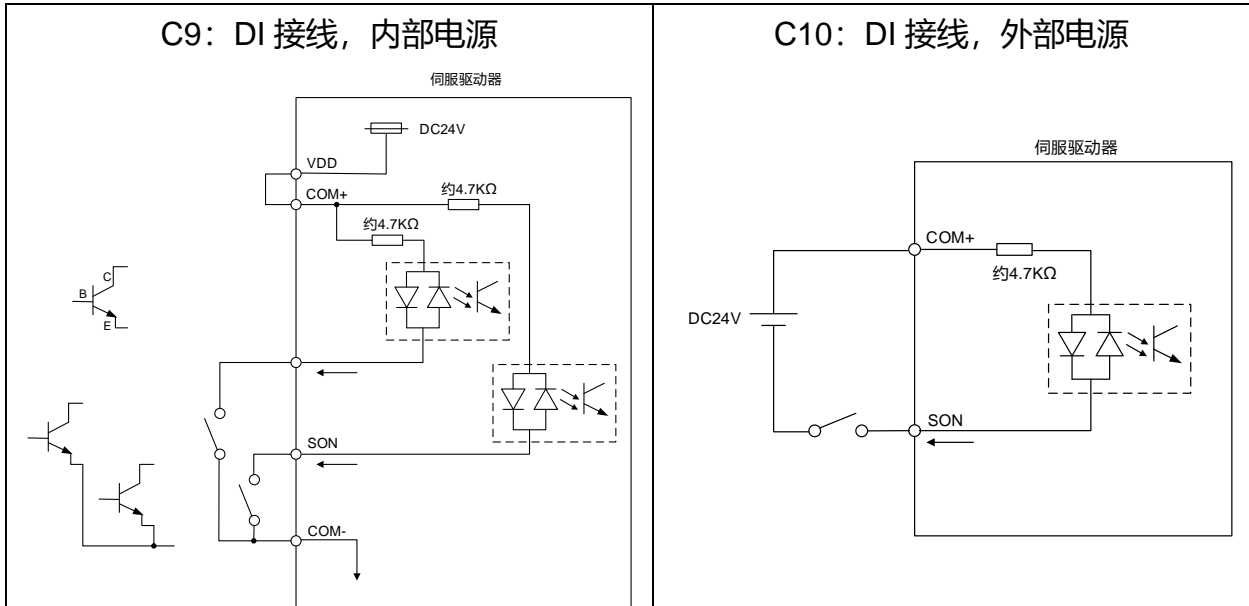 C9：DI 接线，内部电源
伺服驱动器
DC24V
VDD
COM+
约4.7KΩ
约4.7KΩ
C
B
E
SON
COM-
C10：DI 接线，外部电源
伺服驱动器
COM+
约4.7KΩ
DC24V
SON